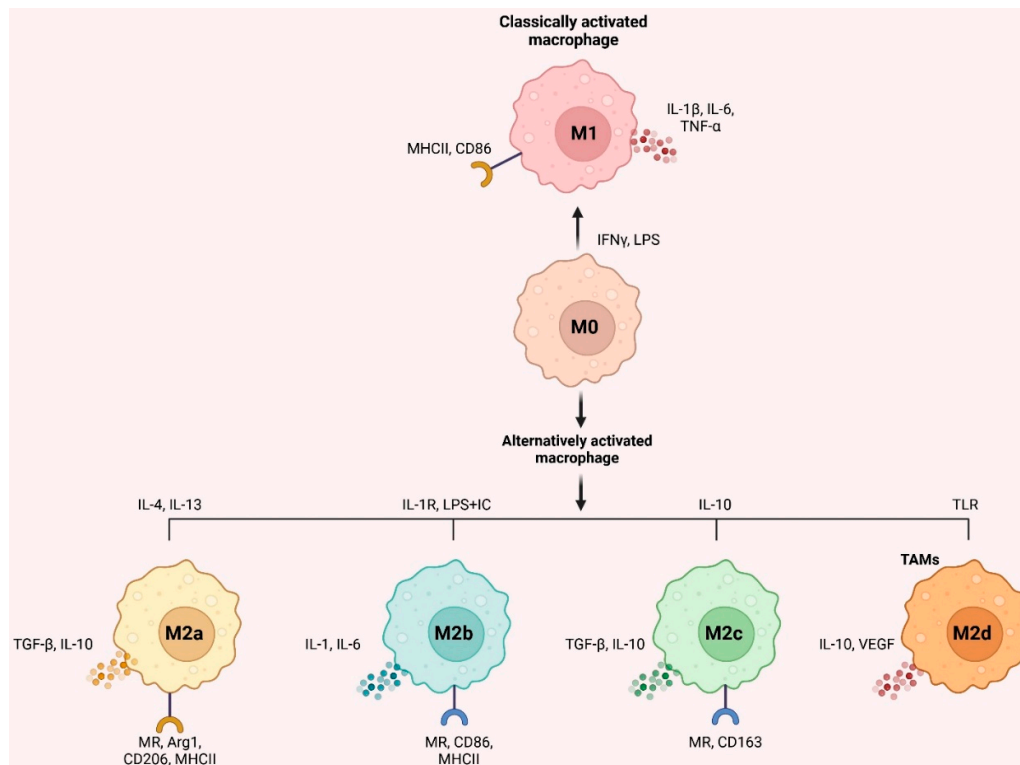 Classically activated
macrophage
M1
IL-1β, IL-6,
TNF-α
MHCII, CD86
IFNγ, LPS
M0
Alternatively activated
macrophage
IL-4, IL-13
IL-1R, LPS+IC
IL-10
TLR
TAMs
TGF-β, IL-10
M2a
IL-1, IL-6
M2b
TGF-β, IL-10
M2c
IL-10, VEGF
M2d
MR, Arg1,
CD206, MHCII
MR, CD86,
MHCII
MR, CD163